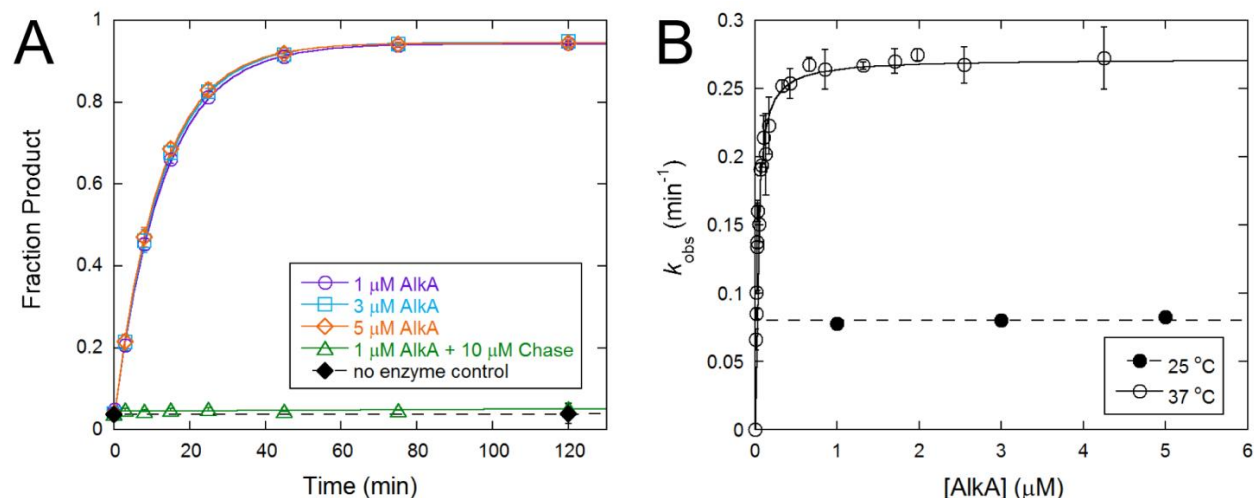 A
1
0.8
0.6
0.4
0.2
0
Fraction Product
0 20 40 60 80 100 120
Time (min)
1 μM AlkA
3 μM AlkA
5 μM AlkA
1 μM AlkA + 10 μM Chase
no enzyme control
B
0.3
0.25
0.2
0.15
0.1
0.05
0
k_obs (min⁻¹)
0 1 2 3 4 5 6
[AlkA] (μM)
25 °C
37 °C